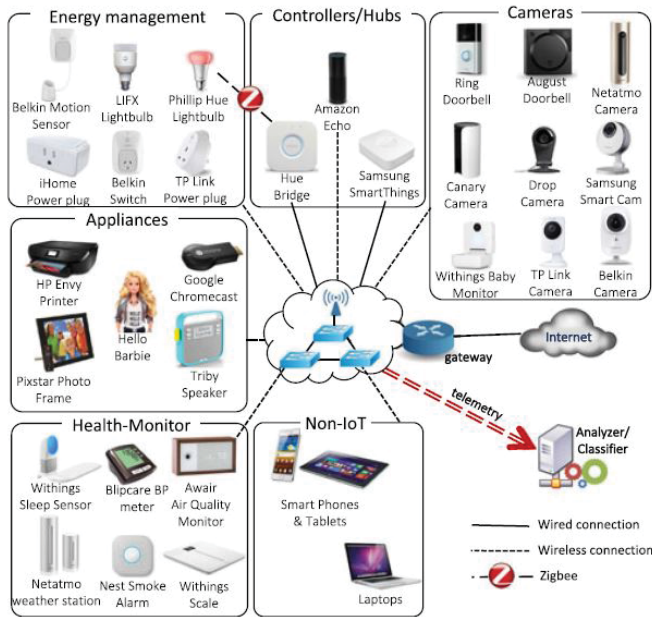 Energy management
Belkin Motion
Sensor
LIFX
Lightbulb
Phillip Hue
Lightbulb
iHome
Power plug
Belkin
Switch
TP Link
Power plug
Controllers/Hubs
Amazon
Echo
Hue
Bridge
Samsung
SmartThings
Cameras
Ring
Doorbell
August
Doorbell
Netatmo
Camera
Canary
Camera
Drop
Camera
Samsung
Smart Cam
Withings Baby
Monitor
TP Link
Camera
Belkin
Camera
Appliances
HP Envy
Printer
Google
Chromecast
Hello
Barbie
Pixstar Photo
Frame
Triby
Speaker
gateway
Internet
telemetry
Analyzer/
Classifier
Health-Monitor
Withings
Sleep Sensor
Blipcare BP
meter
Awair
Air Quality
Monitor
Netatmo
weather station
Nest Smoke
Alarm
Withings
Scale
Non-IoT
Smart Phones
& Tablets
Laptops
Wired connection
Wireless connection
Zigbee